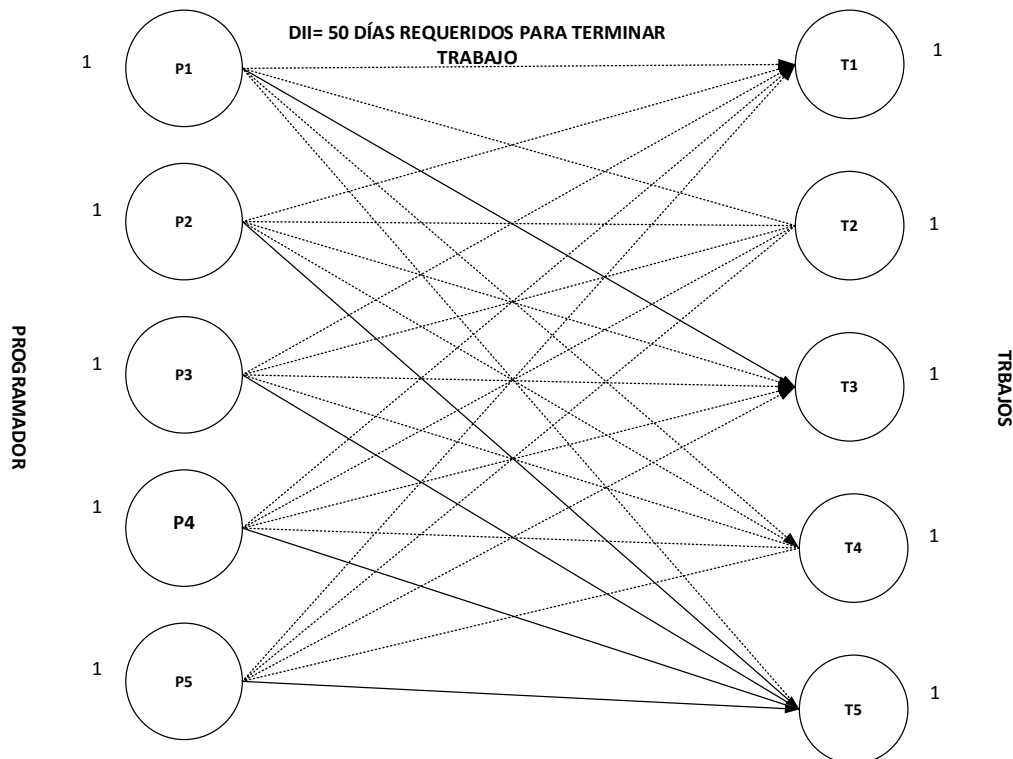 DII= 50 DÍAS REQUERIDOS PARA TERMINAR
TRABAJO
1
P1
T1
1
1
P2
T2
1
1
P3
T3
1
1
P4
T4
1
1
P5
T5
1
PROGRAMADOR
TRBAJOS